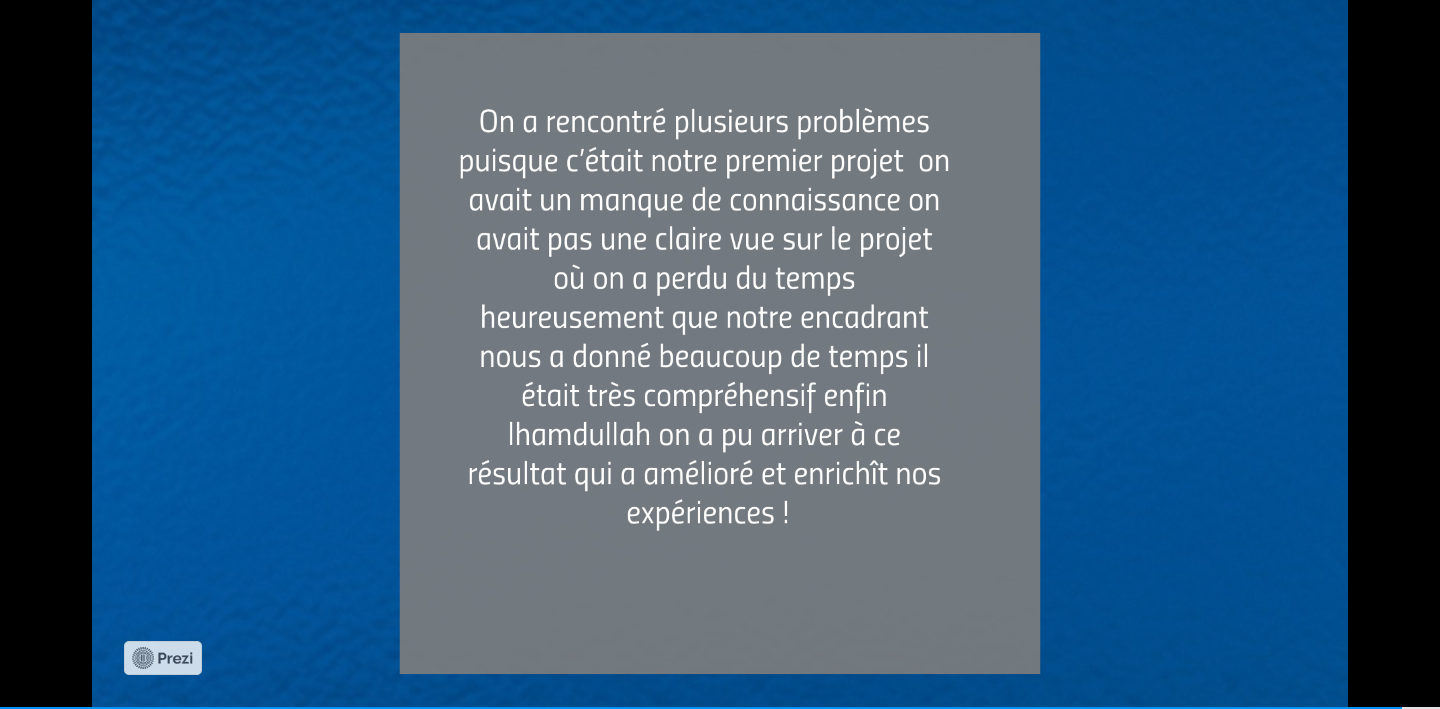 On a rencontré plusieurs problèmes
puisque c'était notre premier projet  on
avait un manque de connaissance on
avait pas une claire vue sur le projet
où on a perdu du temps
heureusement que notre encadrant
nous a donné beaucoup de temps il
était très compréhensif enfin
lhamdullah on a pu arriver à ce
résultat qui a amélioré et enrichît nos
expériences !
Prezi